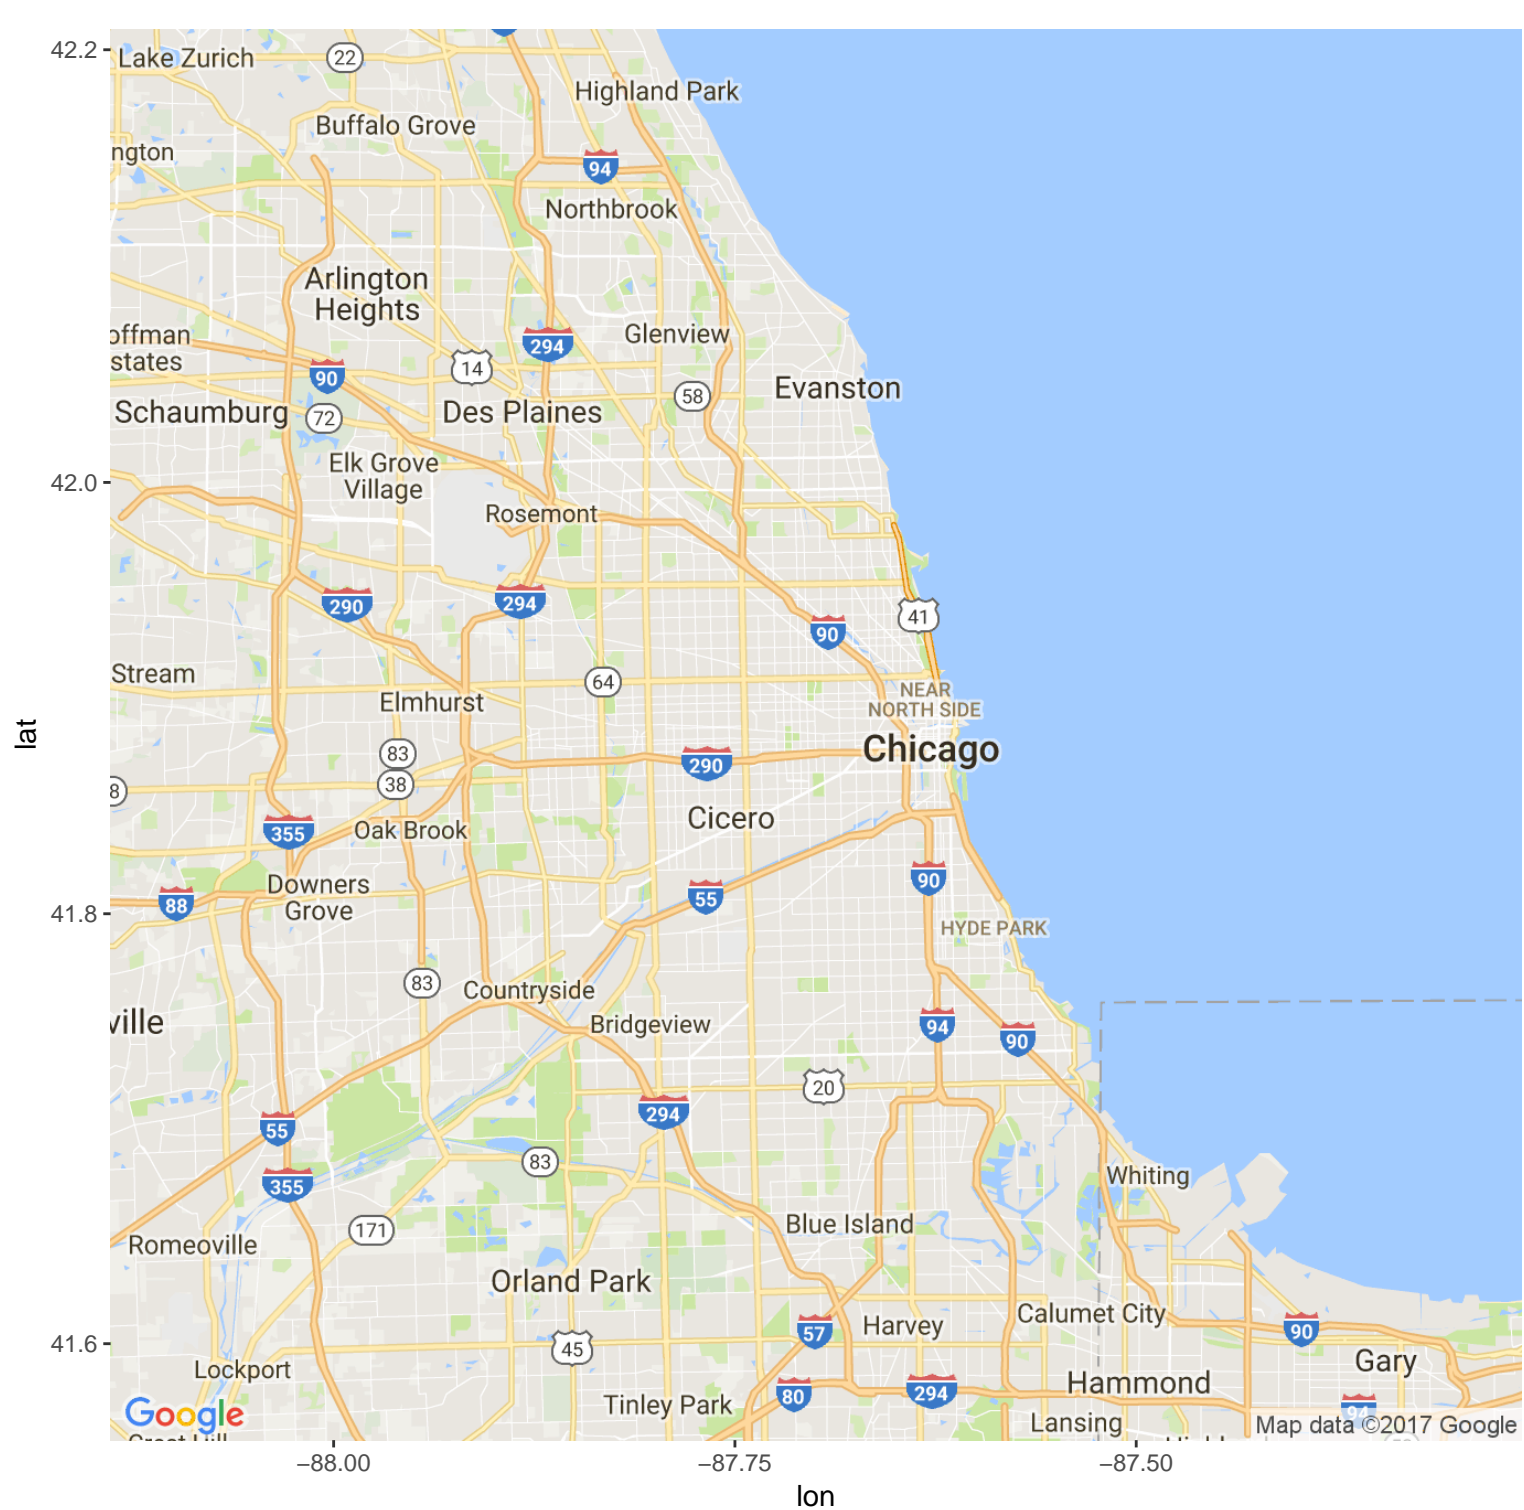 42.2
Lake Zurich
22
Highland Park
Buffalo Grove
ngton
94
Northbrook
Arlington
Heights
offman
states
294
Glenview
90
14
58
Evanston
Schaumburg
72
Des Plaines
Elk Grove
Village
42.0
Rosemont
290
294
90
41
Stream
64
NEAR
NORTH SIDE
Elmhurst
lat
83
290
Chicago
38
8
355
Oak Brook
Cicero
Downers
Grove
88
55
90
41.8
HYDE PARK
83
Countryside
ville
Bridgeview
94
90
20
294
55
83
355
Whiting
171
Blue Island
Romeoville
Orland Park
Calumet City
57
Harvey
90
41.6
45
Gary
Lockport
Hammond
80
294
Tinley Park
94
Google
Lansing
Map data ©2017 Google
Crest Hill
−88.00
−87.75
−87.50
lon